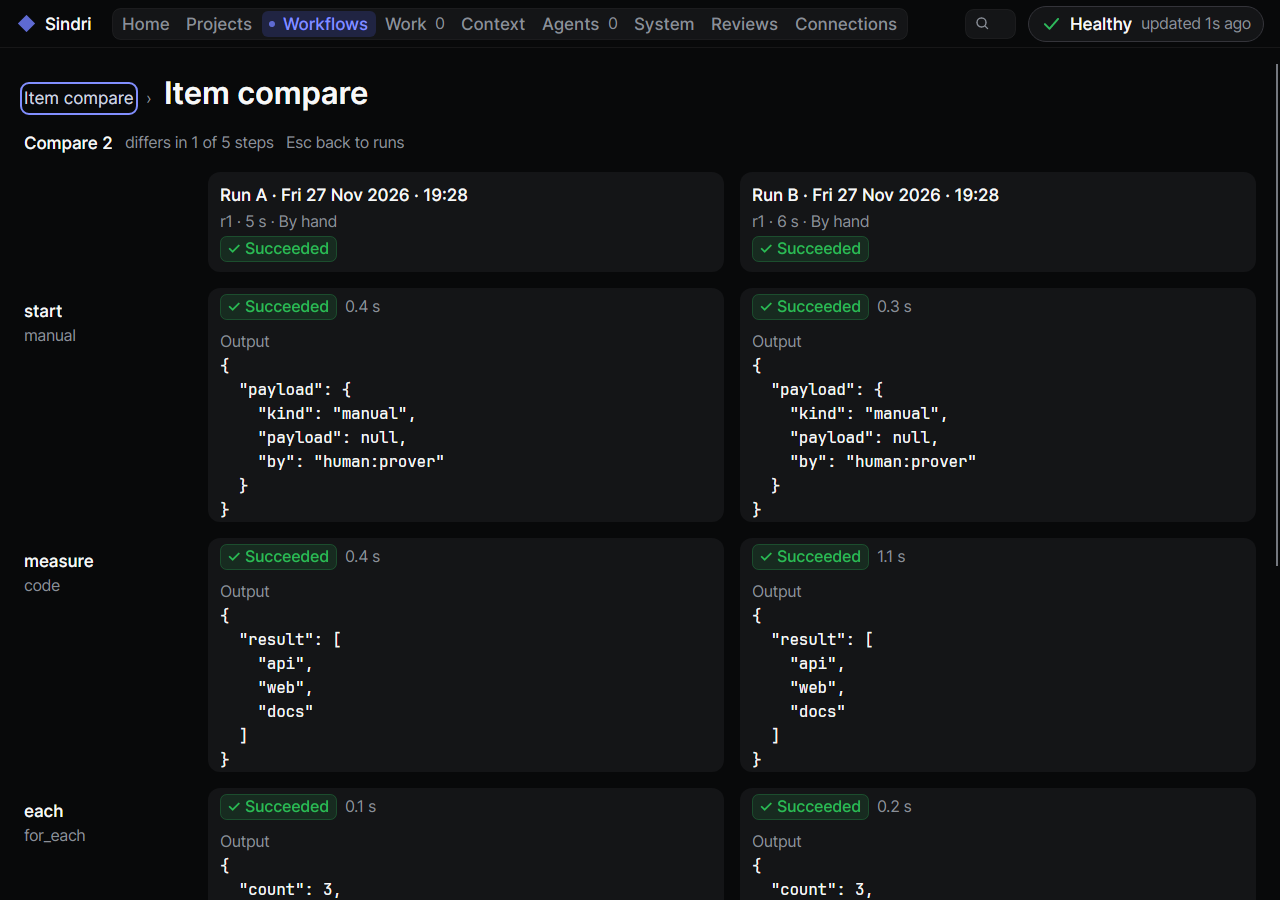 Sindri Home Projects Workflows Work 0 Context Agents 0 System Reviews Connections Healthy updated 1s ago
Item compare › Item compare
Compare 2 differs in 1 of 5 steps Esc back to runs
Run A · Fri 27 Nov 2026 · 19:28
r1 · 5 s · By hand
Succeeded
Run B · Fri 27 Nov 2026 · 19:28
r1 · 6 s · By hand
Succeeded
start
manual
Succeeded 0.4 s
Output
{
  "payload": {
    "kind": "manual",
    "payload": null,
    "by": "human:prover"
  }
}
Succeeded 0.3 s
Output
{
  "payload": {
    "kind": "manual",
    "payload": null,
    "by": "human:prover"
  }
}
measure
code
Succeeded 0.4 s
Output
{
  "result": [
    "api",
    "web",
    "docs"
  ]
}
Succeeded 1.1 s
Output
{
  "result": [
    "api",
    "web",
    "docs"
  ]
}
each
for_each
Succeeded 0.1 s
Output
{
  "count": 3,
Succeeded 0.2 s
Output
{
  "count": 3,